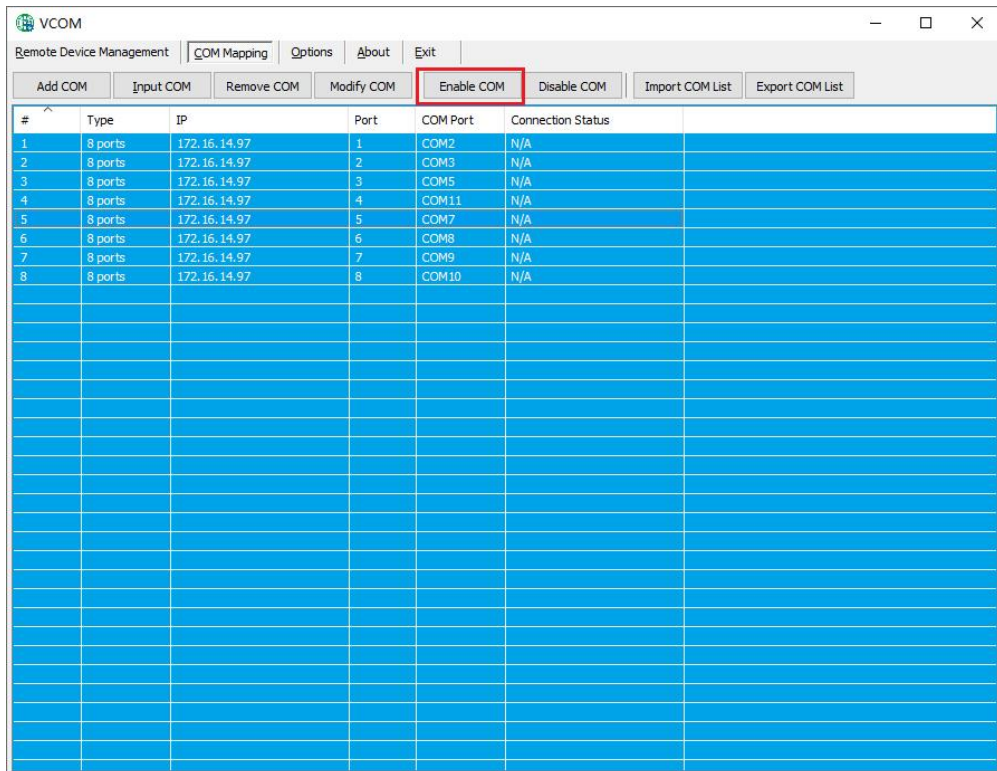 VCOM
Remote Device Management COM Mapping Options About Exit
Add COM Input COM Remove COM Modify COM Enable COM Disable COM Import COM List Export COM List
# Type IP Port COM Port Connection Status
1 8 ports 172.16.14.97 1 COM2 N/A
2 8 ports 172.16.14.97 2 COM3 N/A
3 8 ports 172.16.14.97 3 COM5 N/A
4 8 ports 172.16.14.97 4 COM11 N/A
5 8 ports 172.16.14.97 5 COM7 N/A
6 8 ports 172.16.14.97 6 COM8 N/A
7 8 ports 172.16.14.97 7 COM9 N/A
8 8 ports 172.16.14.97 8 COM10 N/A